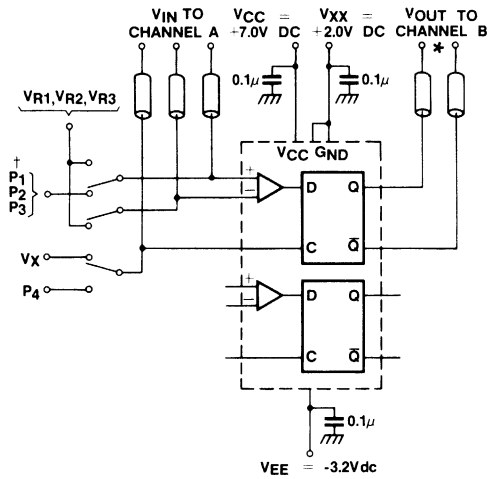 VIN TO CHANNEL A
VCC = +7.0V DC
VXX = +2.0V DC
VOUT TO CHANNEL B
*
0.1μ
0.1μ
VR1, VR2, VR3
†
P1
P2
P3
VX
P4
VCC GND
+
−
D Q
C Q̅
+
−
D Q
C Q̅
0.1μ
VEE = -3.2Vdc